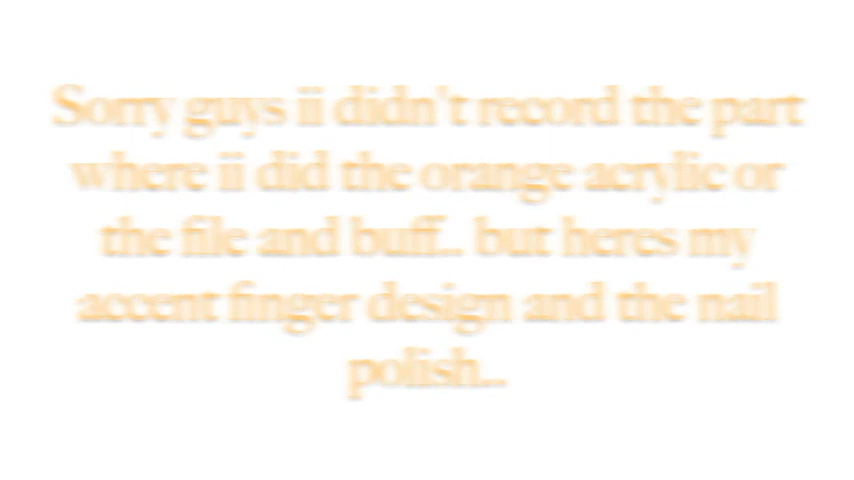 Sorry guys ii didn't record the part
where ii did the orange acrylic or
the file and buff... but heres my
accent finger design and the nail
polish...